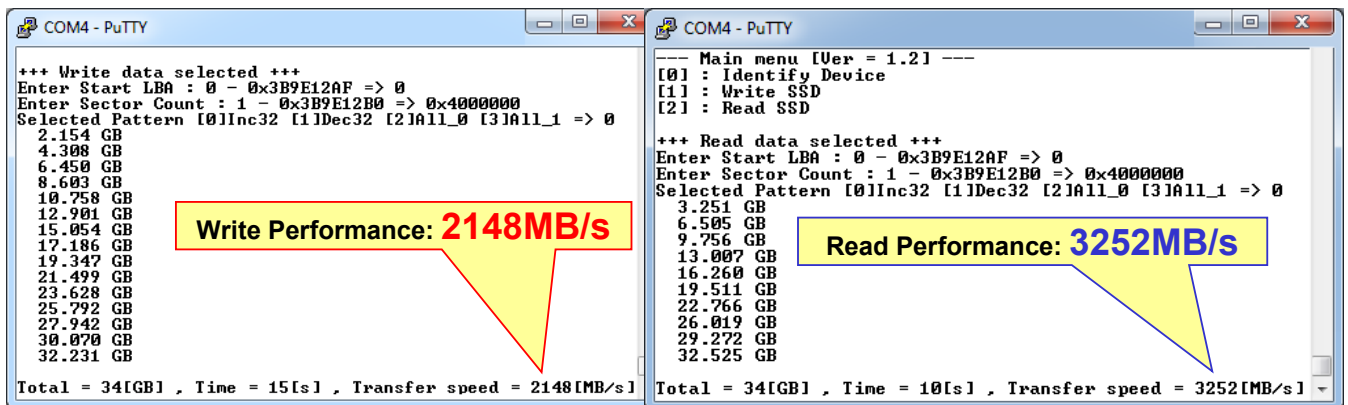 COM4 - PuTTY
+++ Write data selected +++
Enter Start LBA : 0 - 0x3B9E12AF => 0
Enter Sector Count : 1 - 0x3B9E12B0 => 0x4000000
Selected Pattern [0]Inc32 [1]Dec32 [2]All_0 [3]All_1 => 0
2.154 GB
4.308 GB
6.450 GB
8.603 GB
10.758 GB
12.901 GB
15.054 GB
17.186 GB
19.347 GB
21.499 GB
23.628 GB
25.792 GB
27.942 GB
30.070 GB
32.231 GB
Write Performance: 2148MB/s
Total = 34[GB] , Time = 15[s] , Transfer speed = 2148[MB/s]
COM4 - PuTTY
--- Main menu [Ver = 1.2] ---
[0] : Identify Device
[1] : Write SSD
[2] : Read SSD
+++ Read data selected +++
Enter Start LBA : 0 - 0x3B9E12AF => 0
Enter Sector Count : 1 - 0x3B9E12B0 => 0x4000000
Selected Pattern [0]Inc32 [1]Dec32 [2]All_0 [3]All_1 => 0
3.251 GB
6.505 GB
9.756 GB
13.007 GB
16.260 GB
19.511 GB
22.766 GB
26.019 GB
29.272 GB
32.525 GB
Read Performance: 3252MB/s
Total = 34[GB] , Time = 10[s] , Transfer speed = 3252[MB/s]